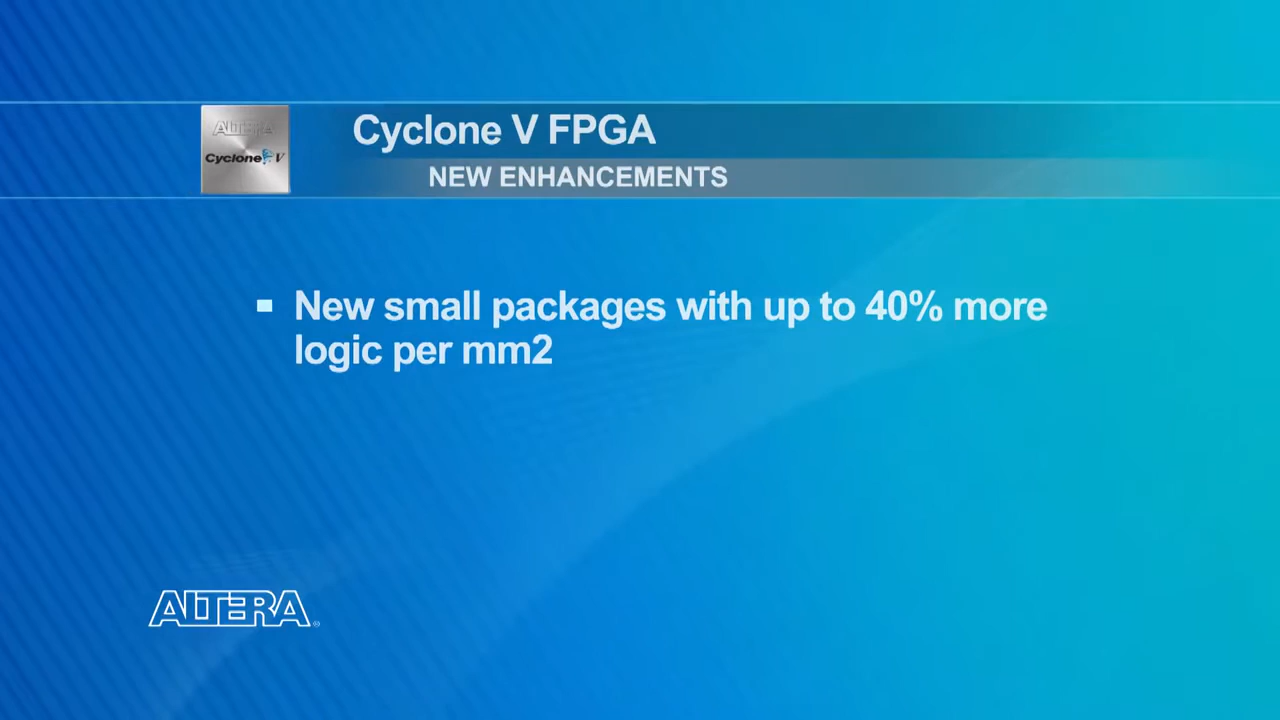 ALTERA
Cyclone V
Cyclone V FPGA
NEW ENHANCEMENTS
New small packages with up to 40% more
logic per mm2
ALTERA®